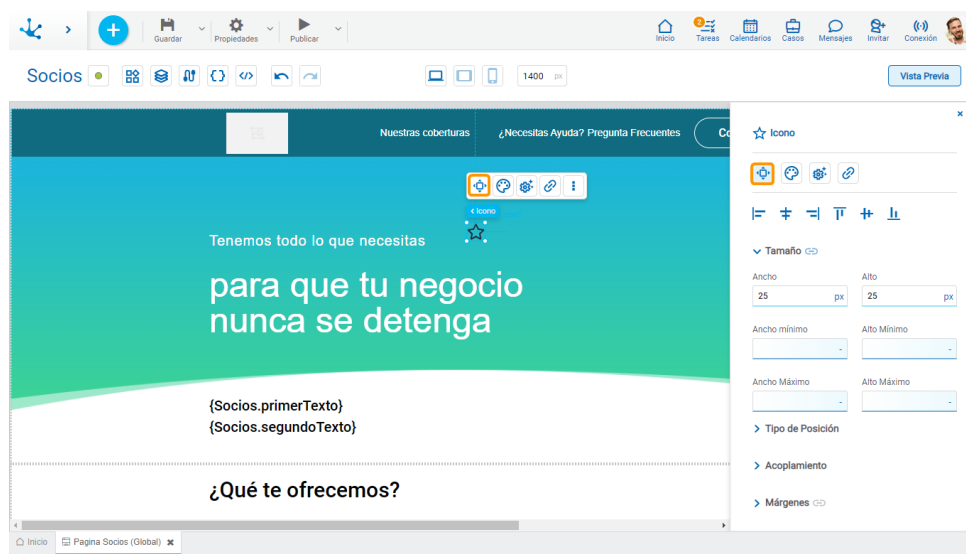 Guardar
Propiedades
Publicar
Inicio
2
Tareas
Calendarios
Casos
Mensajes
Invitar
Conexión
Socios
1400 px
Vista Previa
Nuestras coberturas
¿Necesitas Ayuda? Pregunta Frecuentes
Co
Icono
Icono
Tenemos todo lo que necesitas
para que tu negocio
nunca se detenga
{Socios.primerTexto}
{Socios.segundoTexto}
¿Qué te ofrecemos?
Tamaño
Ancho Alto
25 px 25 px
Ancho mínimo Alto Mínimo
- -
Ancho Máximo Alto Máximo
- -
Tipo de Posición
Acoplamiento
Márgenes
Inicio
Pagina Socios (Global)